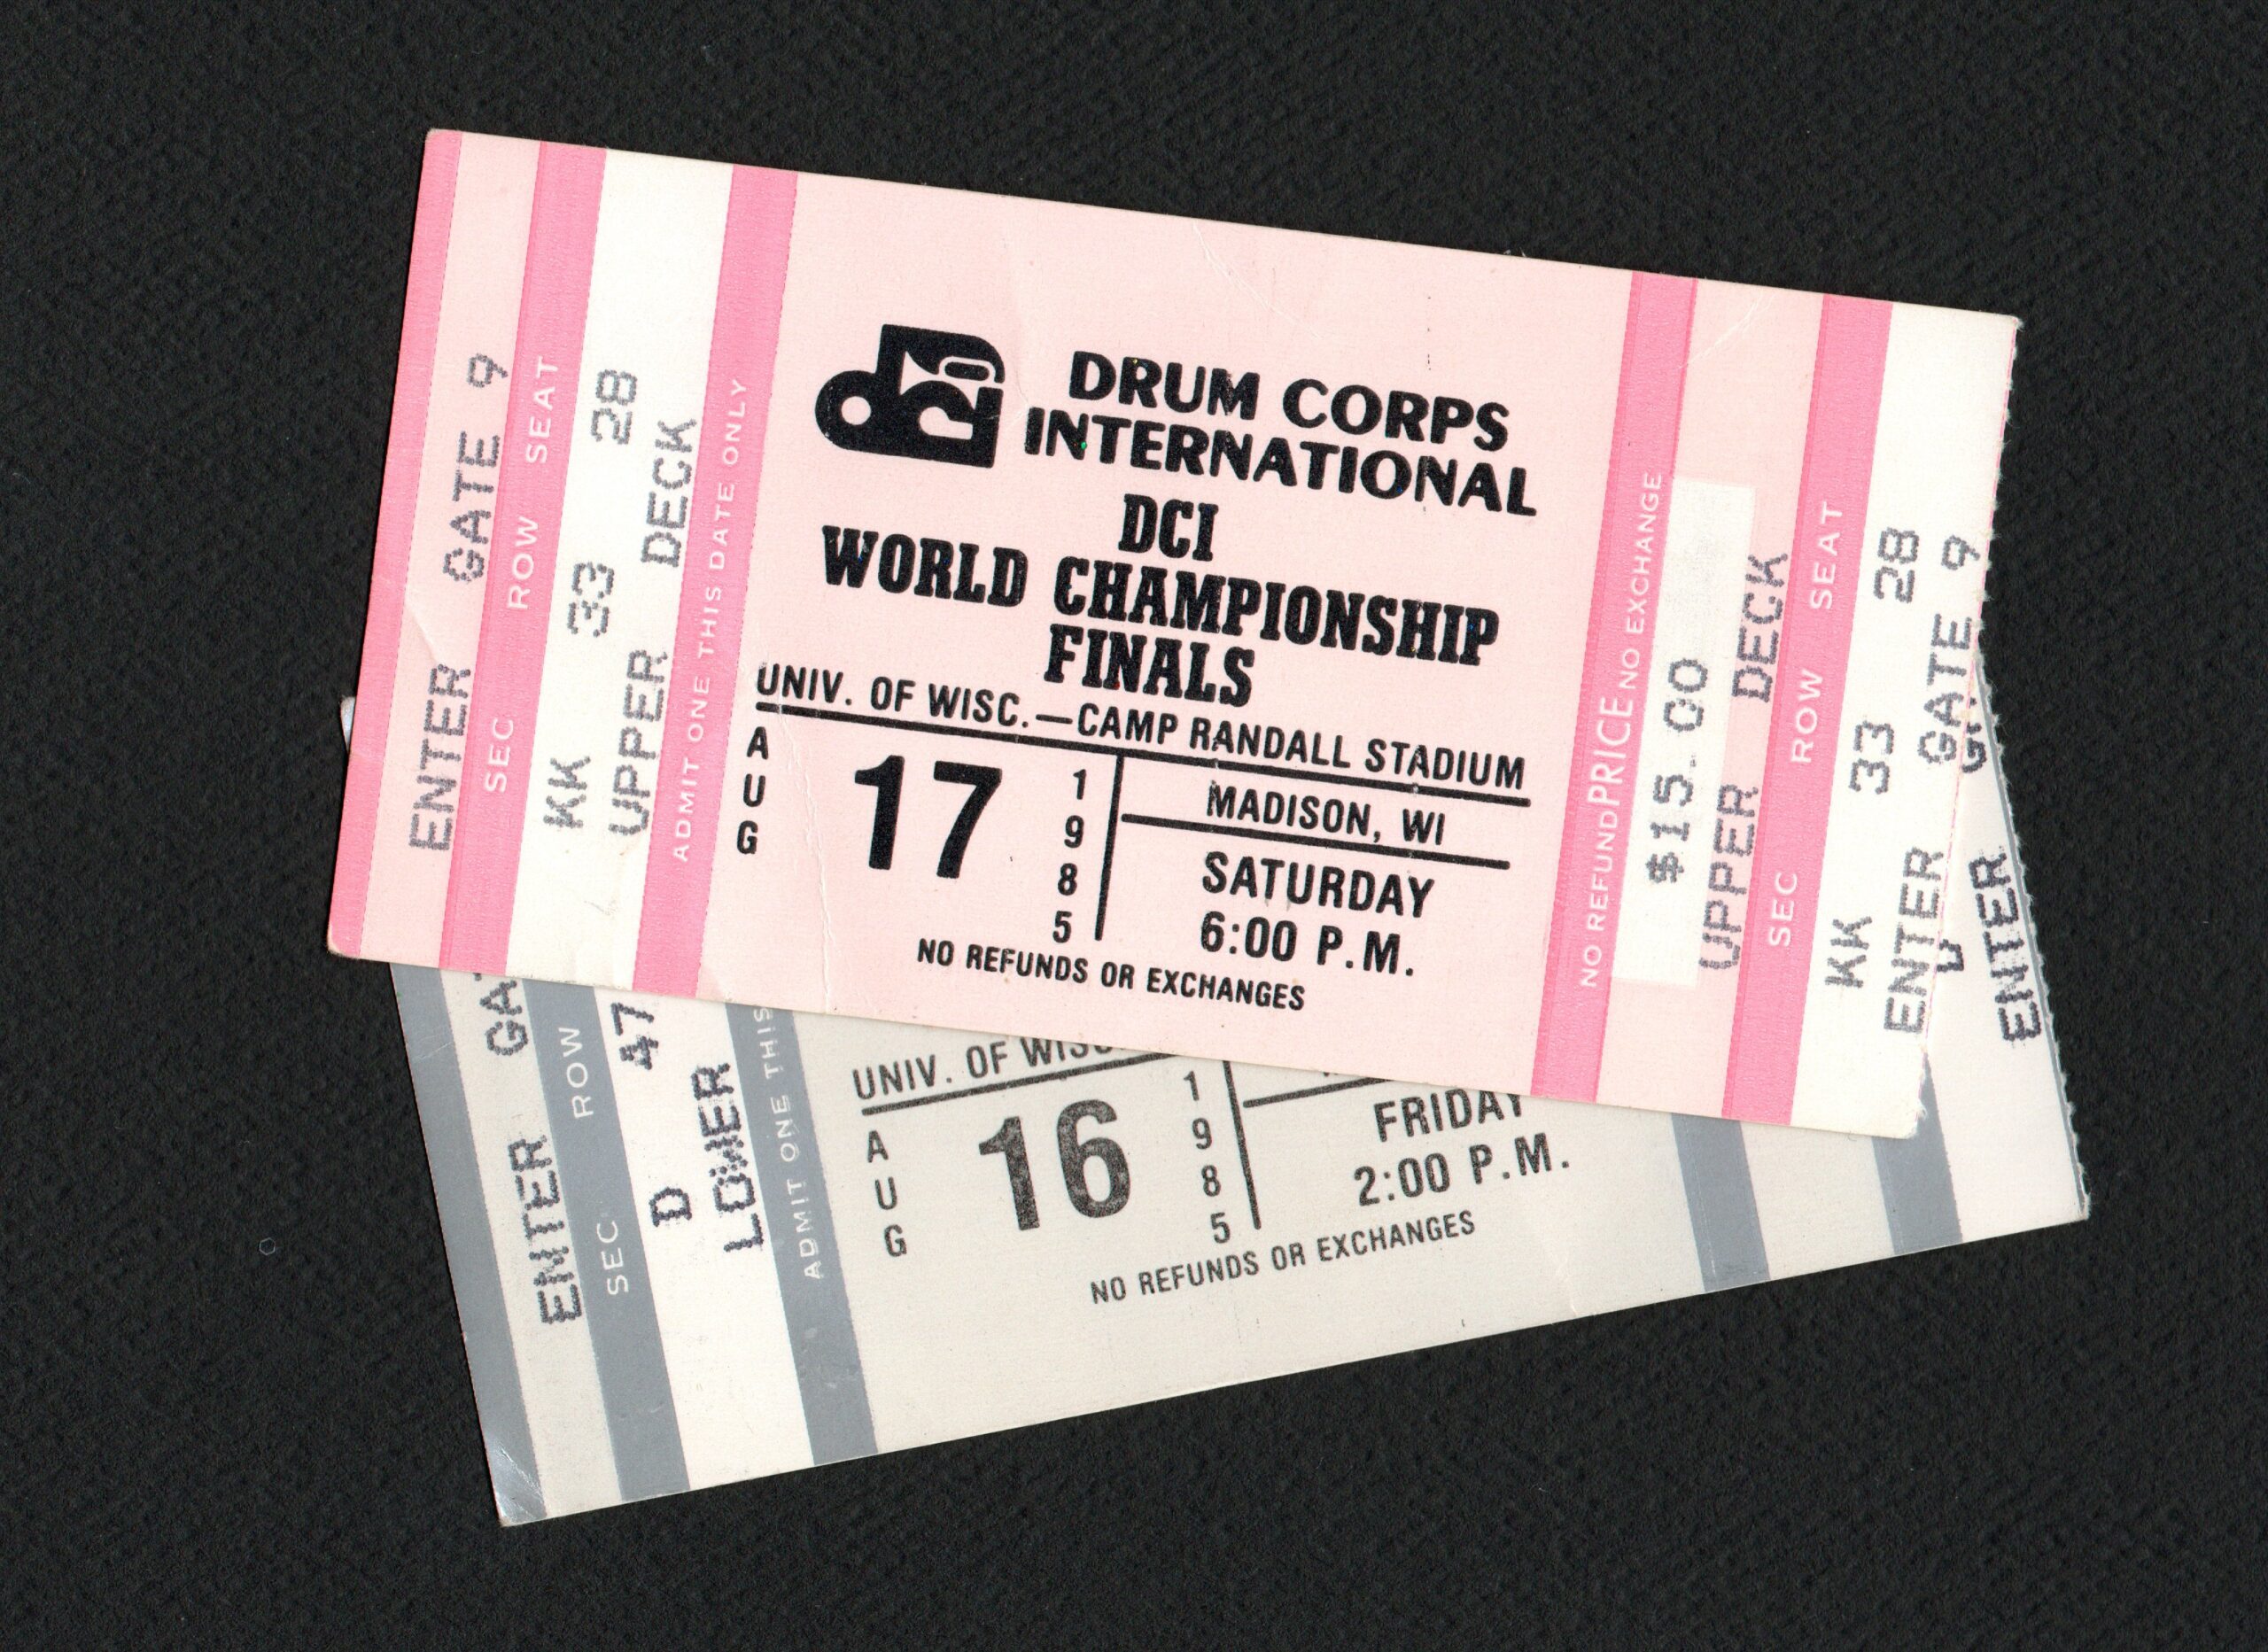 ENTER GATE 9
SEC ROW SEAT
KK 33 28
UPPER DECK
ADMIT ONE THIS DATE ONLY
dci
DRUM CORPS
INTERNATIONAL
DCI
WORLD CHAMPIONSHIP
FINALS
UNIV. OF WISC.—CAMP RANDALL STADIUM
AUG 17 1985
MADISON, WI
SATURDAY
6:00 P.M.
NO REFUNDS OR EXCHANGES
NO REFUND PRICE NO EXCHANGE
$15.00
UPPER DECK
SEC ROW SEAT
KK 33 28
ENTER GATE 9
ENTER
SEC ROW
D 47
LOWER
ADMIT ONE THIS
UNIV. OF WISC
AUG 16 1985
FRIDAY
2:00 P.M.
NO REFUNDS OR EXCHANGES
D
ENTER